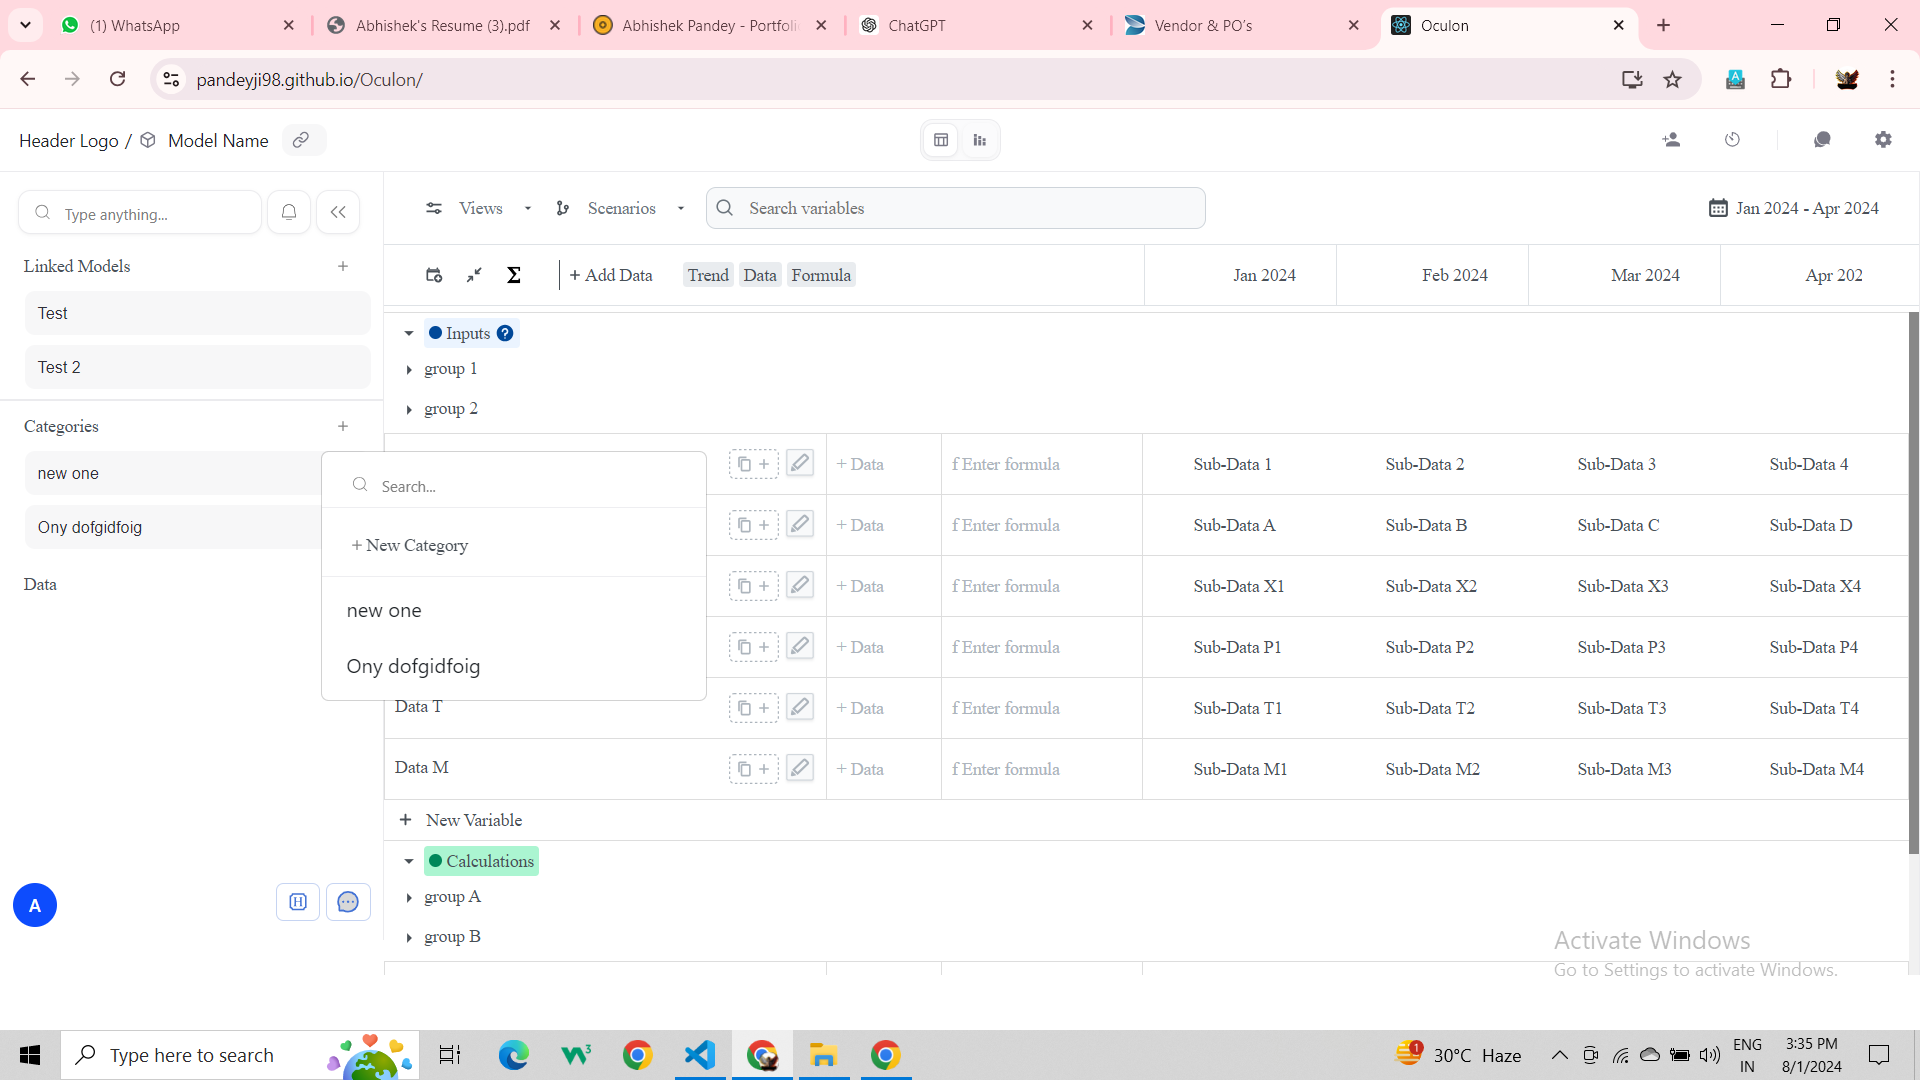 (1) WhatsApp
Abhishek's Resume (3).pdf
Abhishek Pandey - Portfoli
ChatGPT
Vendor & PO's
Oculon
pandeyji98.github.io/Oculon/
Header Logo / Model Name
Type anything...
Views
Scenarios
Search variables
Jan 2024 - Apr 2024
Linked Models +
Test
Test 2
Categories +
new one
Ony dofgidfoig
Data
Σ + Add Data Trend Data Formula
Jan 2024 Feb 2024 Mar 2024 Apr 202
Inputs ?
group 1
group 2
Search...
+ New Category
new one
Ony dofgidfoig
+ + Data f Enter formula Sub-Data 1 Sub-Data 2 Sub-Data 3 Sub-Data 4
+ + Data f Enter formula Sub-Data A Sub-Data B Sub-Data C Sub-Data D
+ + Data f Enter formula Sub-Data X1 Sub-Data X2 Sub-Data X3 Sub-Data X4
+ + Data f Enter formula Sub-Data P1 Sub-Data P2 Sub-Data P3 Sub-Data P4
Data T + + Data f Enter formula Sub-Data T1 Sub-Data T2 Sub-Data T3 Sub-Data T4
Data M + + Data f Enter formula Sub-Data M1 Sub-Data M2 Sub-Data M3 Sub-Data M4
+ New Variable
Calculations
group A
group B
A
H
Activate Windows
Go to Settings to activate Windows.
Type here to search
1
30°C Haze
ENG
IN
3:35 PM
8/1/2024